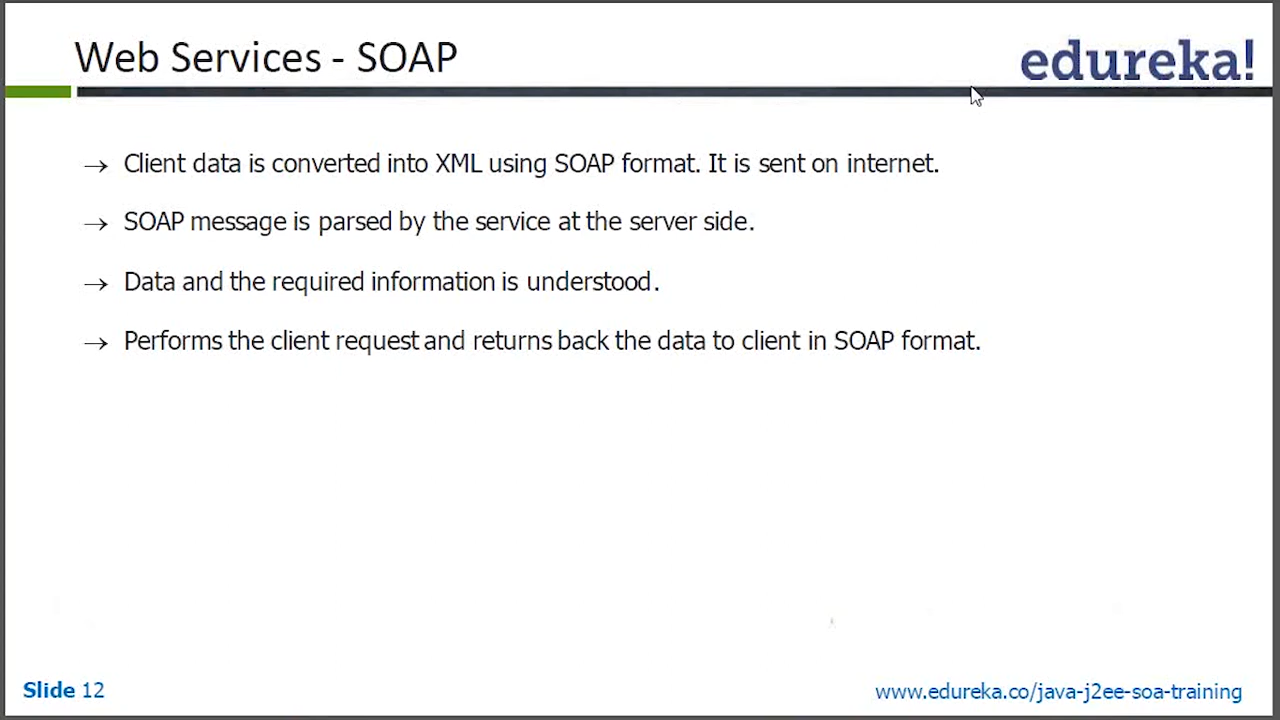 Web Services - SOAP
edureka!
→ Client data is converted into XML using SOAP format. It is sent on internet.
→ SOAP message is parsed by the service at the server side.
→ Data and the required information is understood.
→ Performs the client request and returns back the data to client in SOAP format.
Slide 12
www.edureka.co/java-j2ee-soa-training